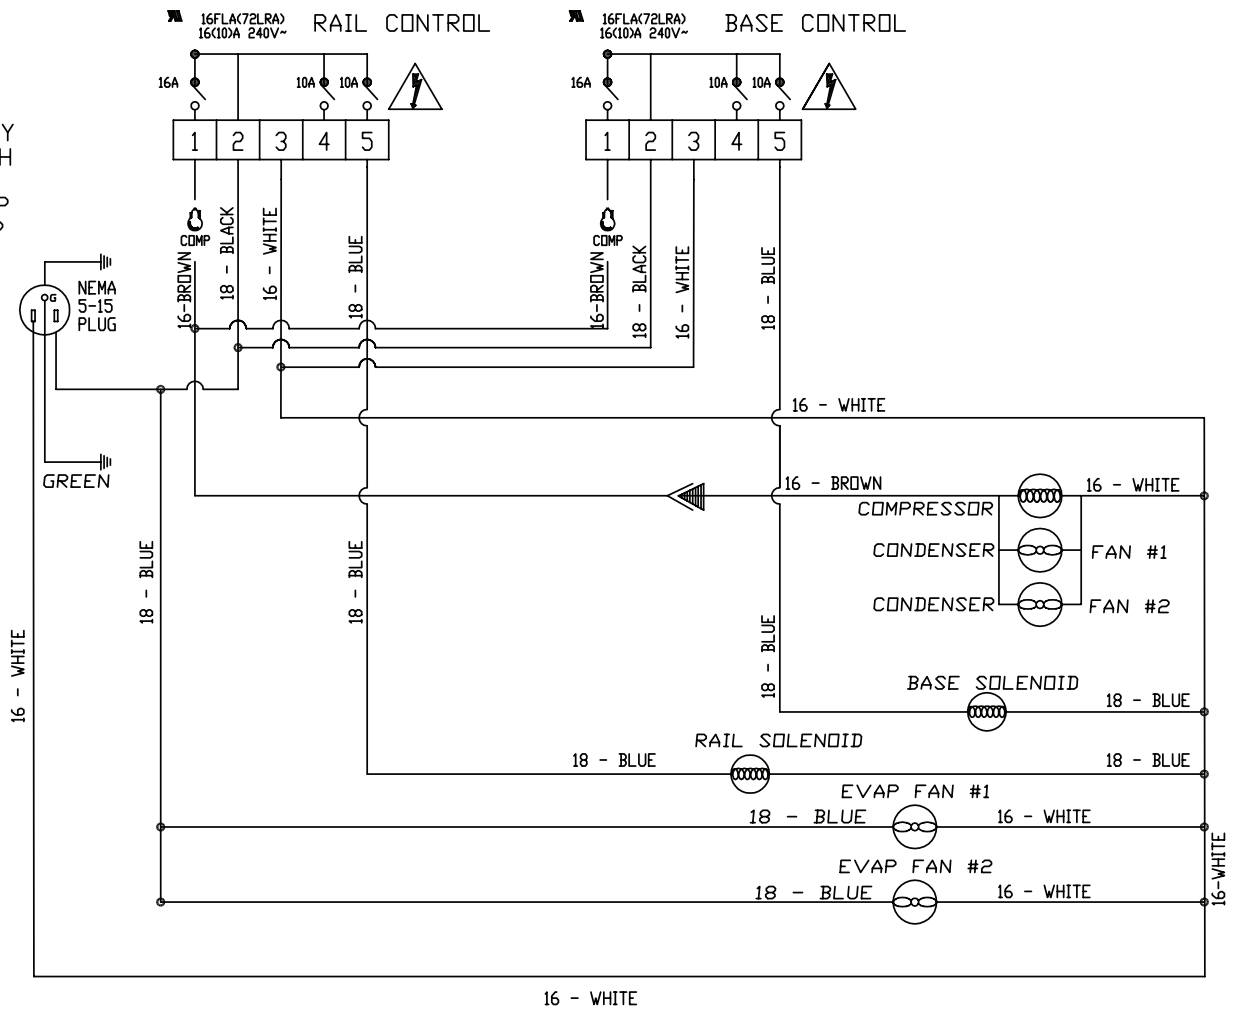 16FLA(72LRA)
16(10)A 240V~
RAIL CONTROL
16FLA(72LRA)
16(10)A 240V~
BASE CONTROL
16A
10A
10A
16A
10A
10A
Y
H
1
2
3
4
5
1
2
3
4
5
COMP
16-BROWN
18 - BLACK
16 - WHITE
18 - BLUE
COMP
16-BROWN
18 - BLACK
16 - WHITE
18 - BLUE
G
NEMA
5-15
PLUG
16 - WHITE
GREEN
16 - BROWN
16 - WHITE
COMPRESSOR
CONDENSER
FAN #1
CONDENSER
FAN #2
18 - BLUE
18 - BLUE
18 - BLUE
16 - WHITE
BASE SOLENOID
18 - BLUE
RAIL SOLENOID
18 - BLUE
18 - BLUE
EVAP FAN #1
18 - BLUE
16 - WHITE
EVAP FAN #2
18 - BLUE
16 - WHITE
16-WHITE
16 - WHITE